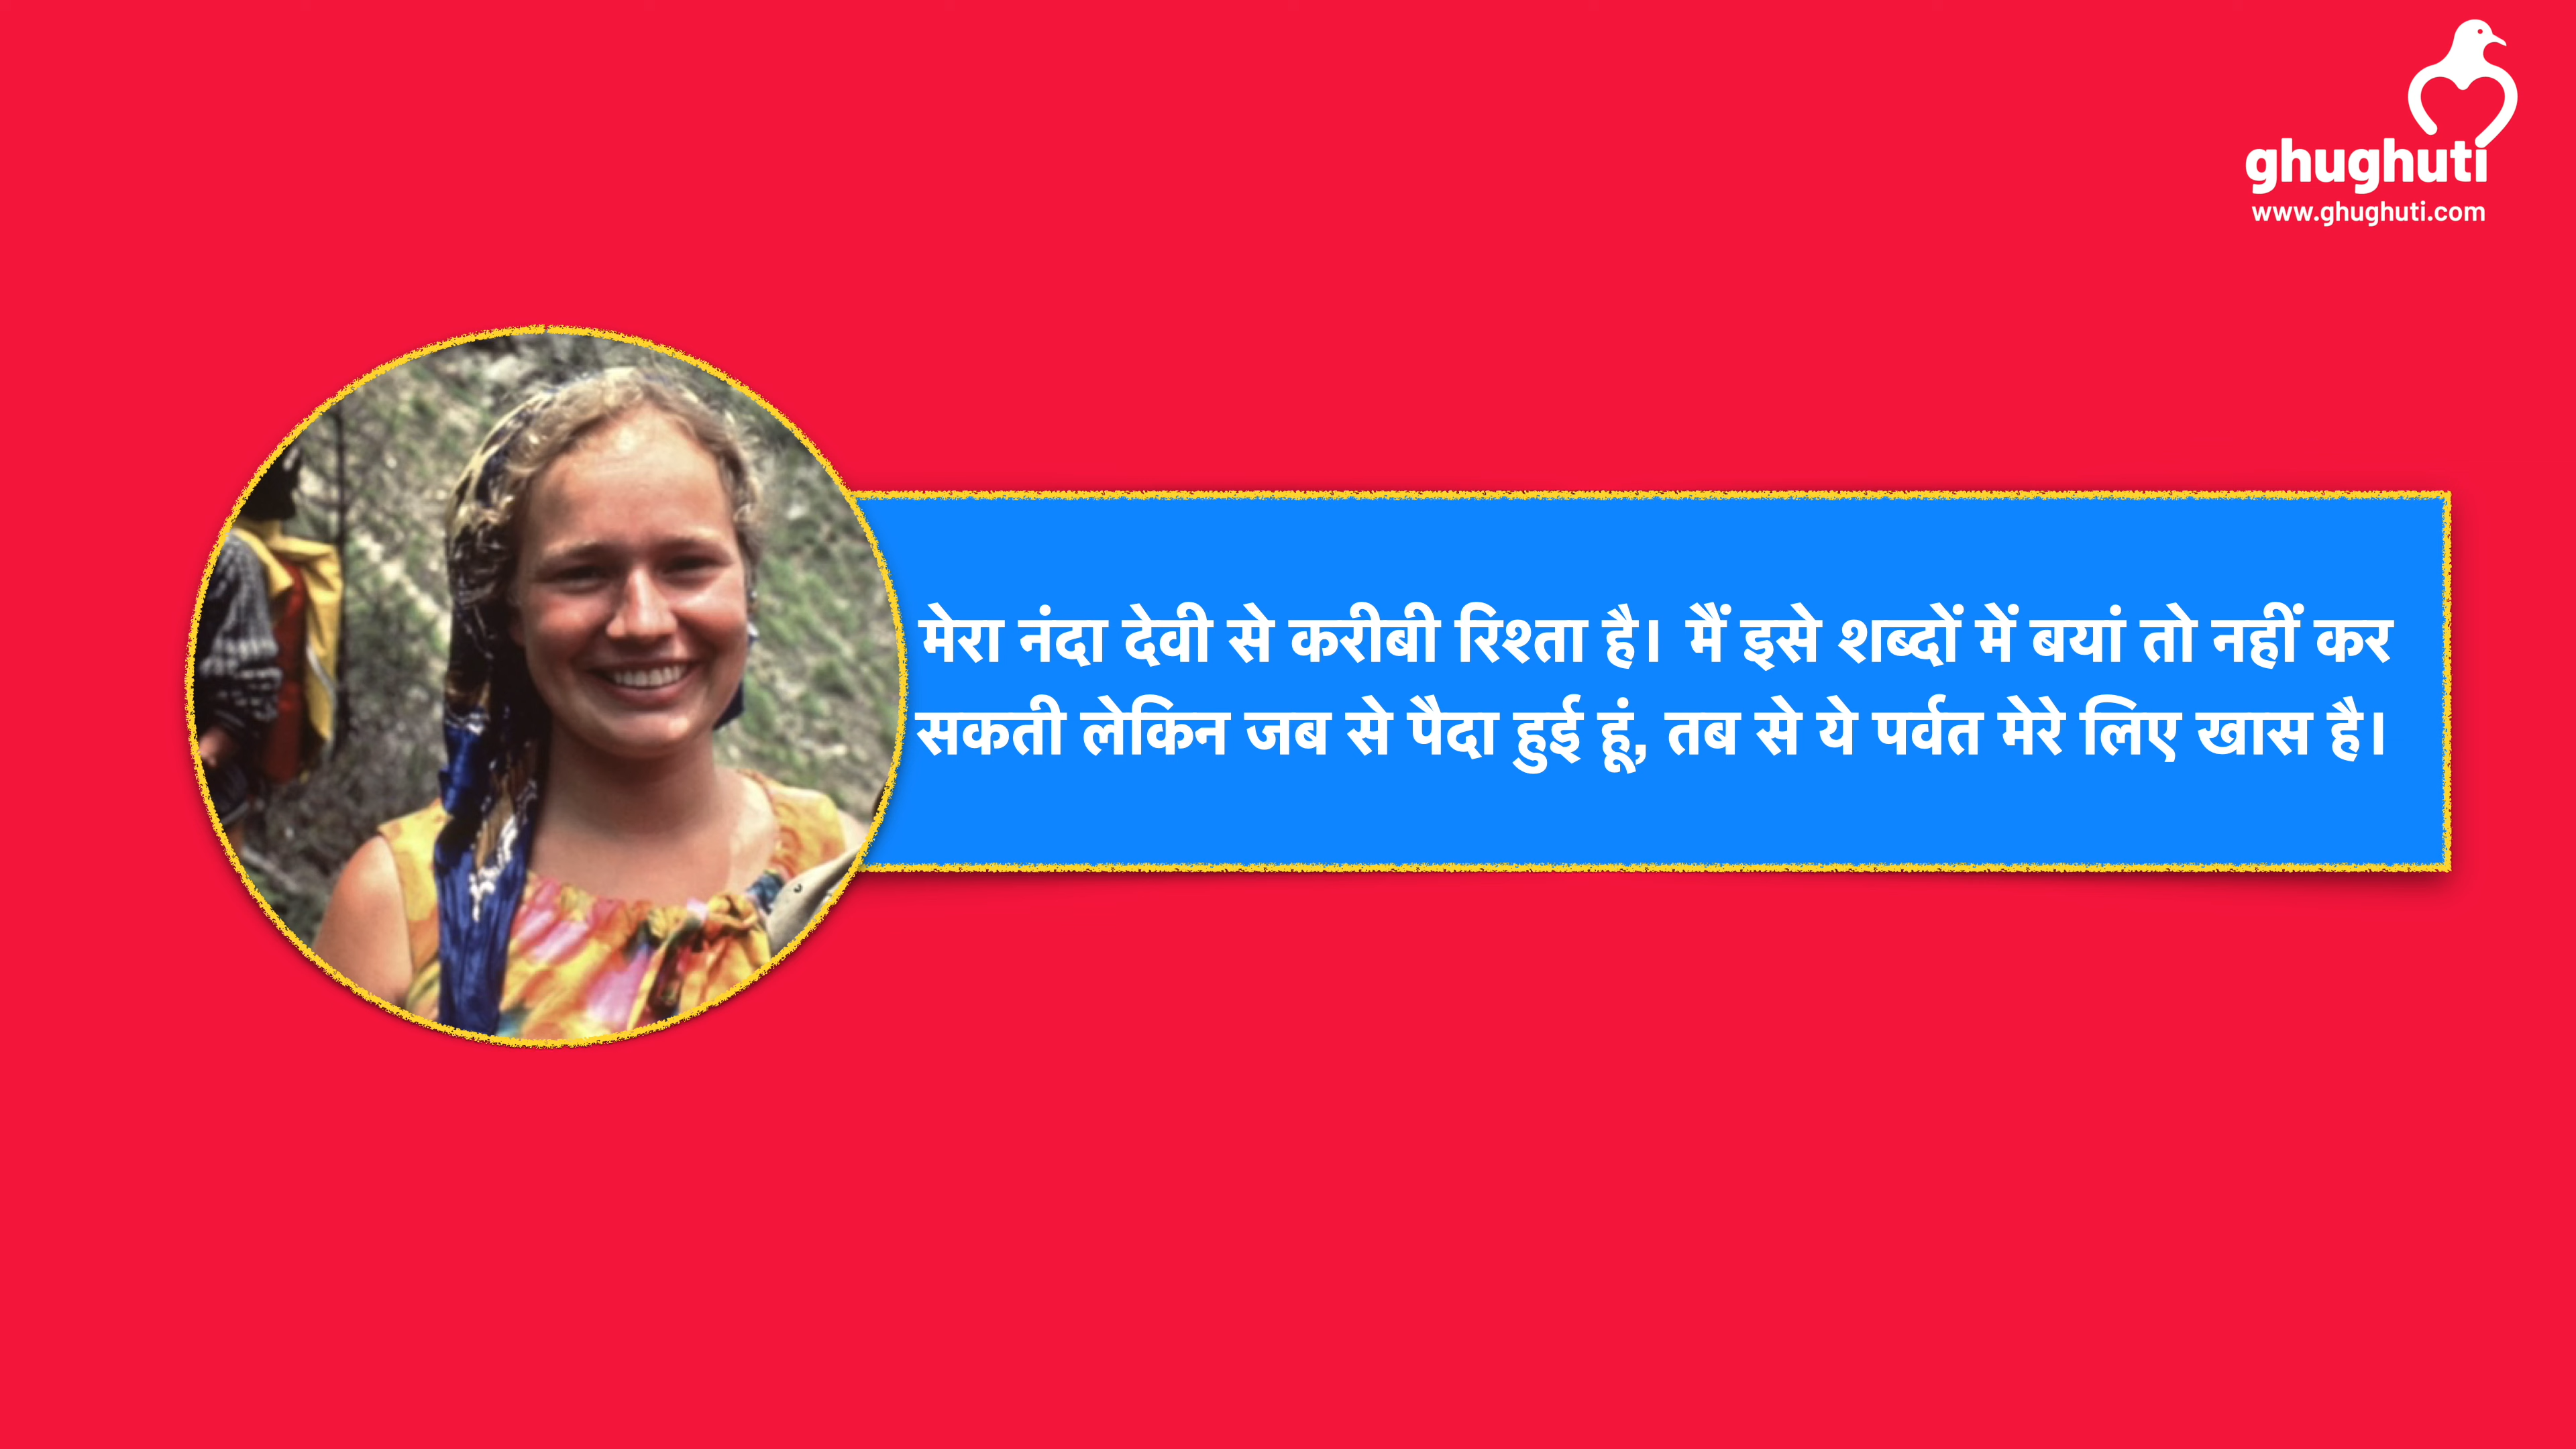 ghughuti
www.ghughuti.com
मेरा नंदा देवी से करीबी रिश्ता है। मैं इसे शब्दों में बयां तो नहीं कर
सकती लेकिन जब से पैदा हुई हूं, तब से ये पर्वत मेरे लिए खास है।